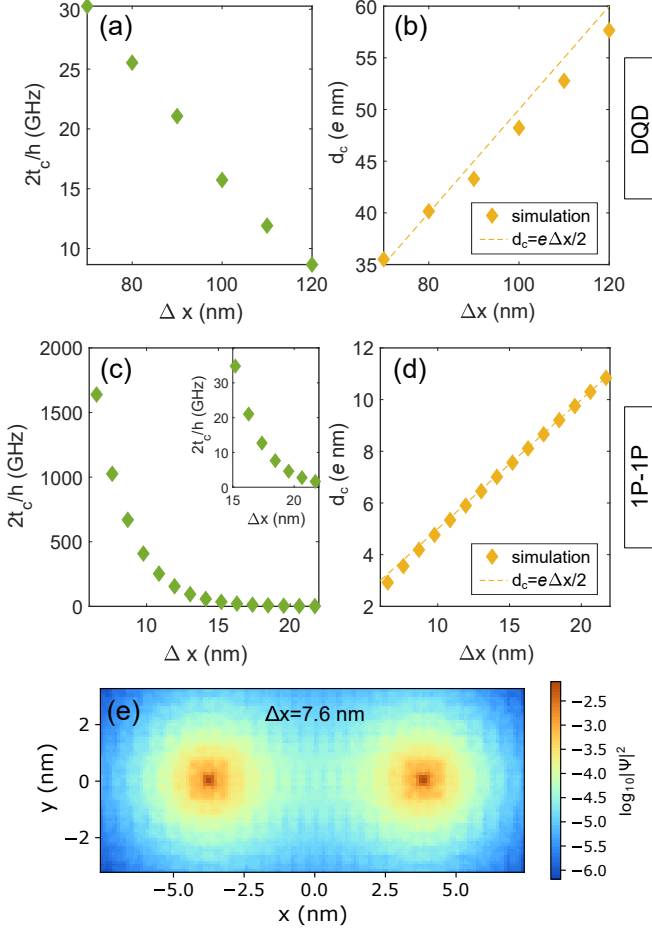 (a)
2t_c/h (GHz)
30
25
20
15
10
80
100
120
Δ x (nm)
(b)
d_c (e nm)
60
55
50
45
40
35
80
100
120
Δx (nm)
simulation
d_c=eΔx/2
DQD
(c)
2t_c/h (GHz)
2000
1500
1000
500
0
10
15
20
Δ x (nm)
2t_c/h (GHz)
30
20
10
0
15
20
Δx (nm)
(d)
d_c (e nm)
12
10
8
6
4
2
10
15
20
Δx (nm)
simulation
d_c=eΔx/2
1P-1P
(e)
Δx=7.6 nm
y (nm)
2
0
−2
−5.0
−2.5
0.0
2.5
5.0
x (nm)
−2.5
−3.0
−3.5
−4.0
−4.5
−5.0
−5.5
−6.0
log₁₀|Ψ|²